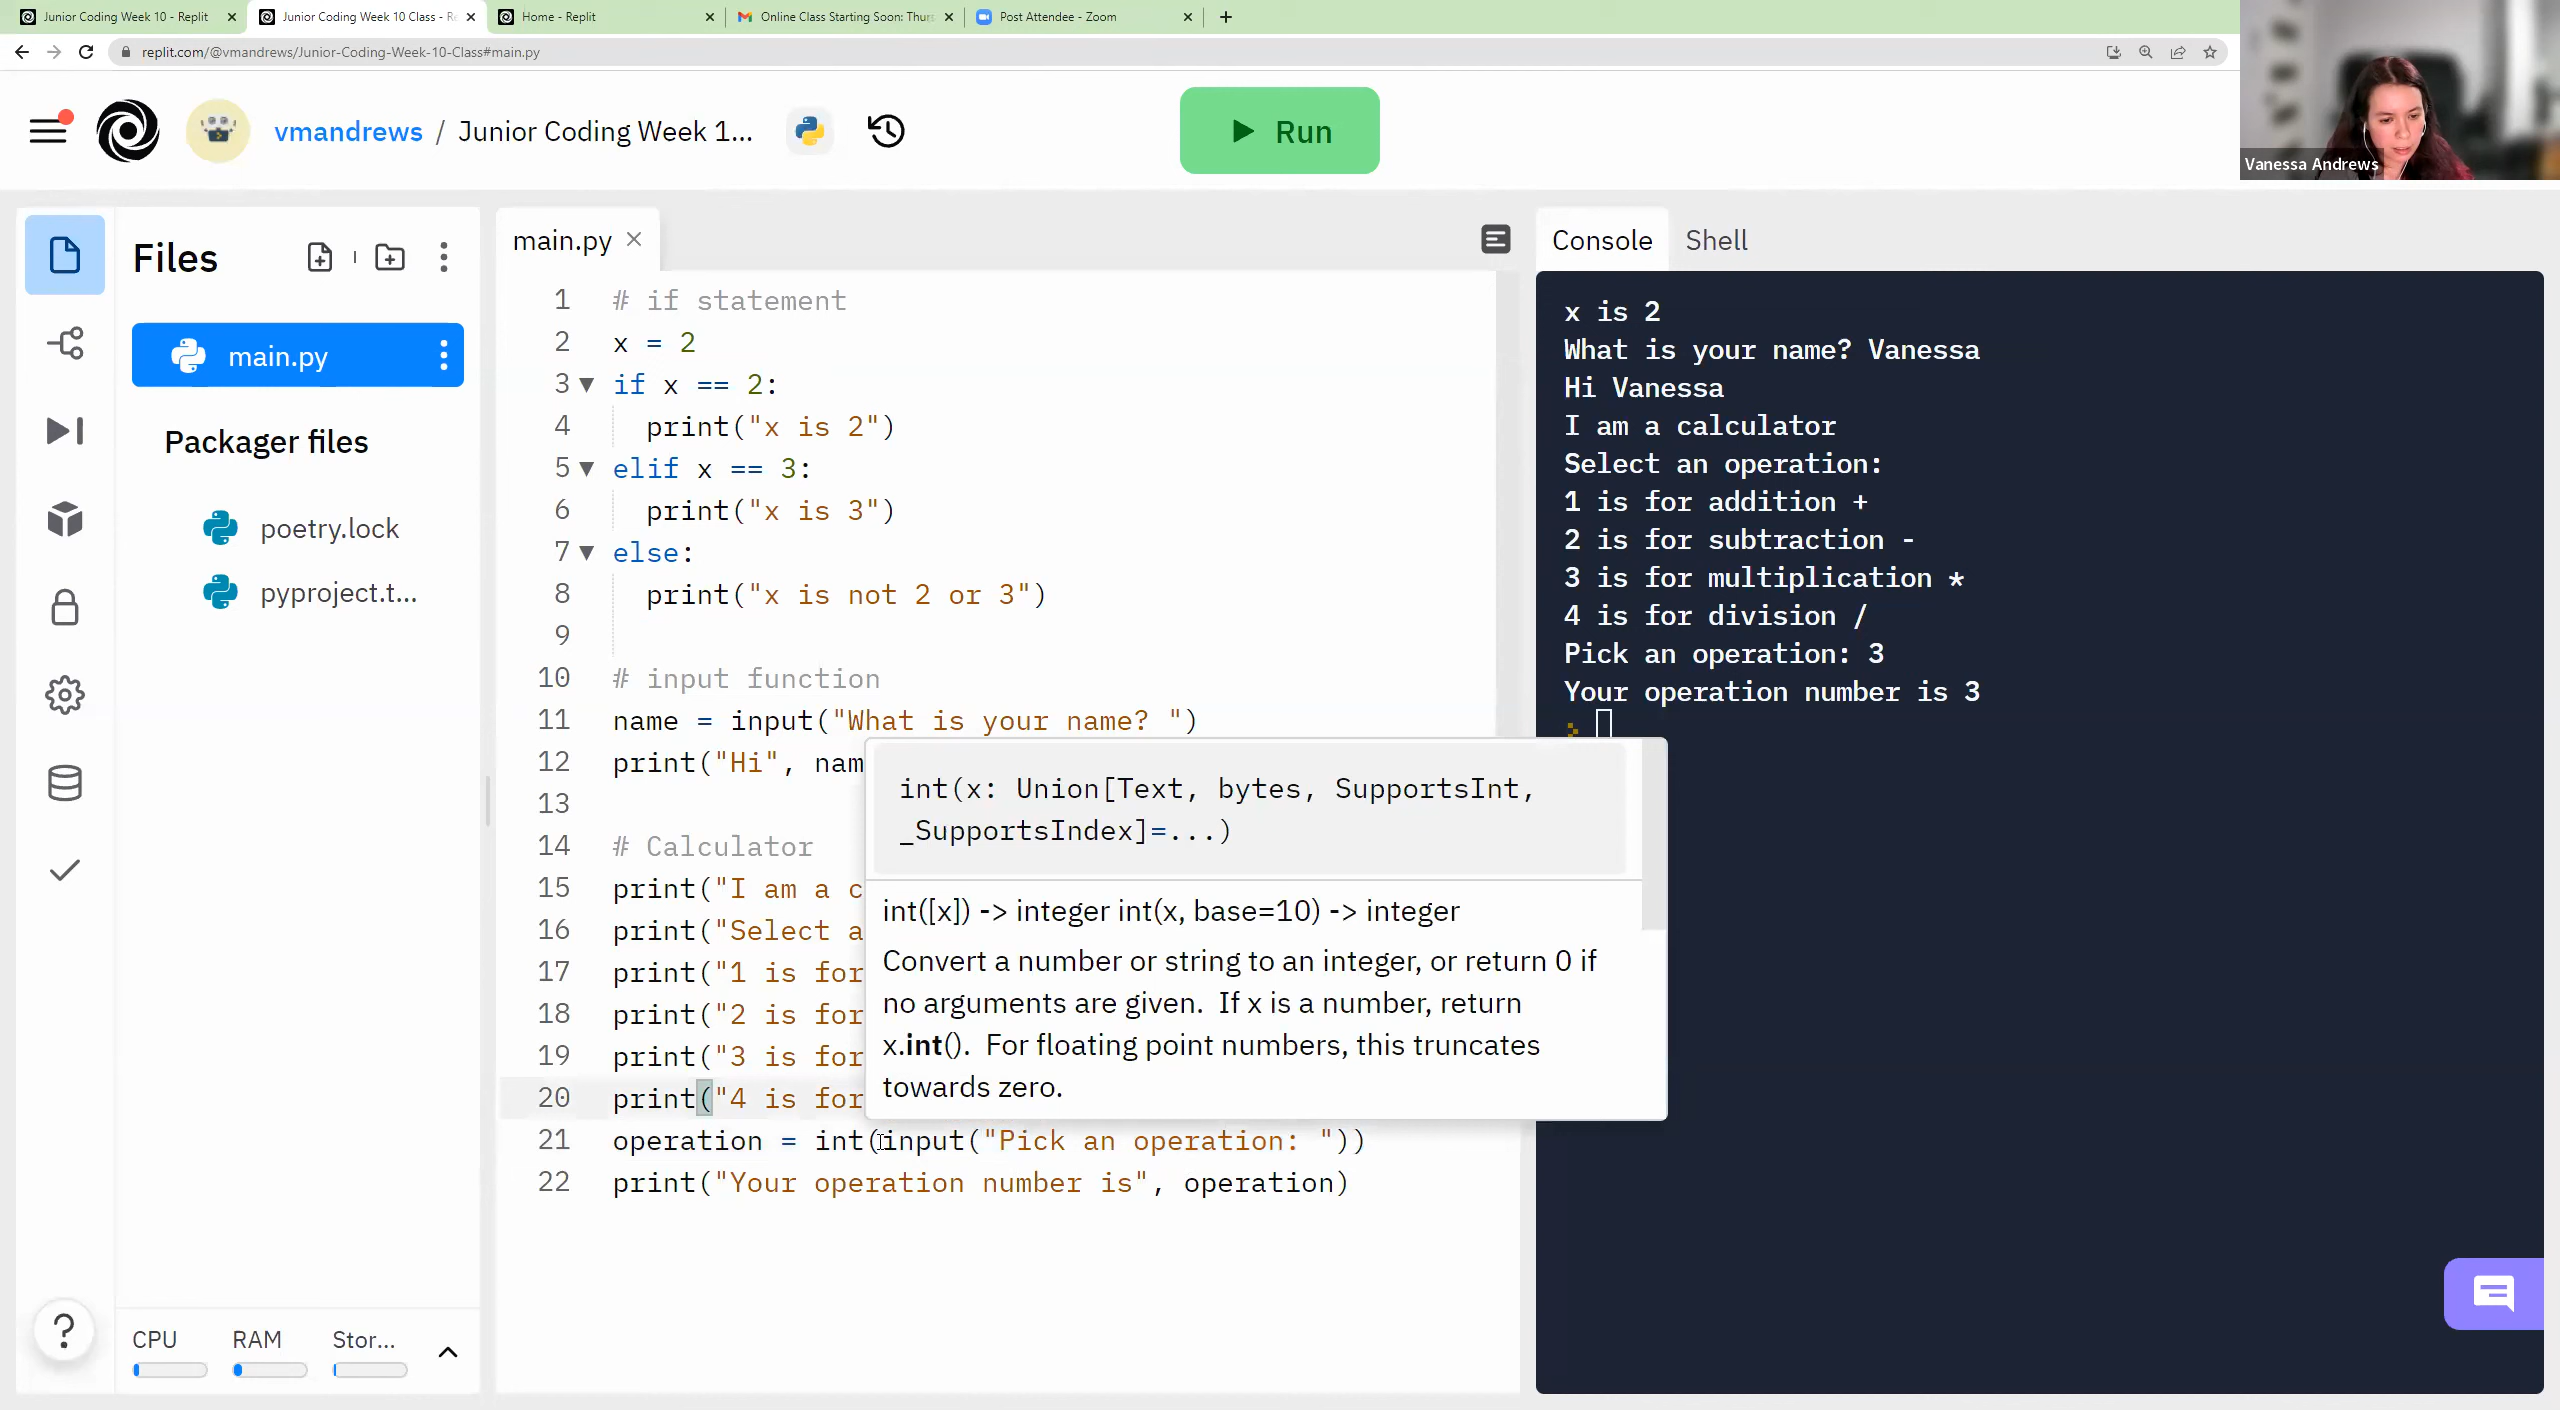 Junior Coding Week 10 - Replit
Junior Coding Week 10 Class - Re
Home - Replit
Online Class Starting Soon: Thurs
Post Attendee - Zoom
replit.com/@vmandrews/Junior-Coding-Week-10-Class#main.py
Vanessa Andrews
vmandrews / Junior Coding Week 1...
Run
Files
main.py
Packager files
poetry.lock
pyproject.t...
CPU RAM Stor...
main.py
1 # if statement
2 x = 2
3 if x == 2:
4 print("x is 2")
5 elif x == 3:
6 print("x is 3")
7 else:
8 print("x is not 2 or 3")
9
10 # input function
11 name = input("What is your name? ")
12 print("Hi", nam
13
14 # Calculator
15 print("I am a c
16 print("Select a
17 print("1 is for
18 print("2 is for
19 print("3 is for
20 print("4 is for
21 operation = int(input("Pick an operation: "))
22 print("Your operation number is", operation)
int(x: Union[Text, bytes, SupportsInt,
_SupportsIndex]=...)
int([x]) -> integer int(x, base=10) -> integer
Convert a number or string to an integer, or return 0 if
no arguments are given. If x is a number, return
x.int(). For floating point numbers, this truncates
towards zero.
Console Shell
x is 2
What is your name? Vanessa
Hi Vanessa
I am a calculator
Select an operation:
1 is for addition +
2 is for subtraction -
3 is for multiplication *
4 is for division /
Pick an operation: 3
Your operation number is 3